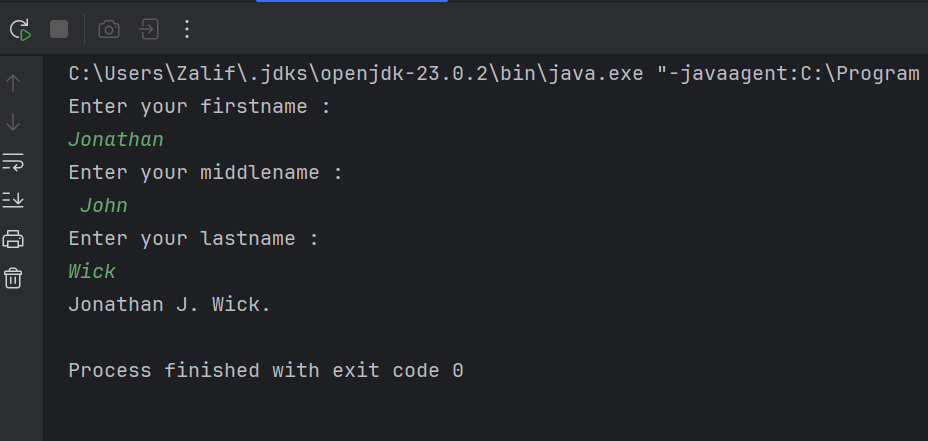 C:\Users\Zalif\.jdks\openjdk-23.0.2\bin\java.exe "-javaagent:C:\Program
Enter your firstname :
Jonathan
Enter your middlename :
 John
Enter your lastname :
Wick
Jonathan J. Wick.

Process finished with exit code 0